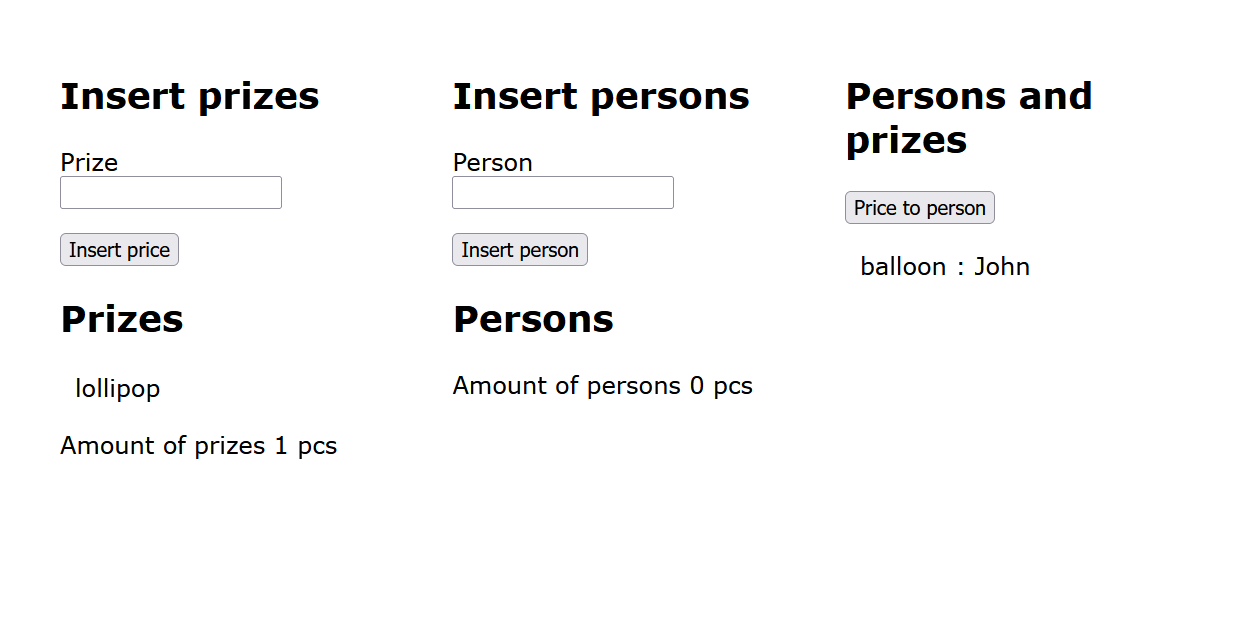 Insert prizes
Prize
Insert price
Prizes
lollipop
Amount of prizes 1 pcs
Insert persons
Person
Insert person
Persons
Amount of persons 0 pcs
Persons and
prizes
Price to person
balloon : John